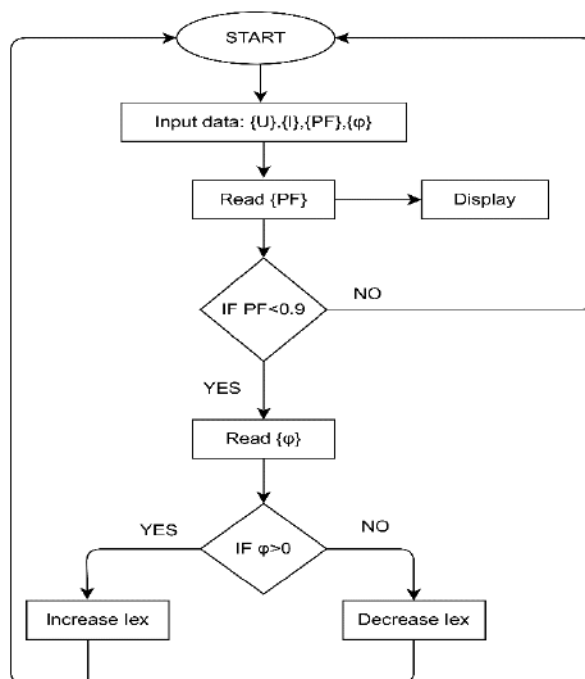 START
Input data: {U}.{I},{PF},{φ}
Read {PF}
Display
IF PF<0.9
NO
YES
Read {φ}
YES
NO
IF φ>0
Increase Iex
Decrease Iex